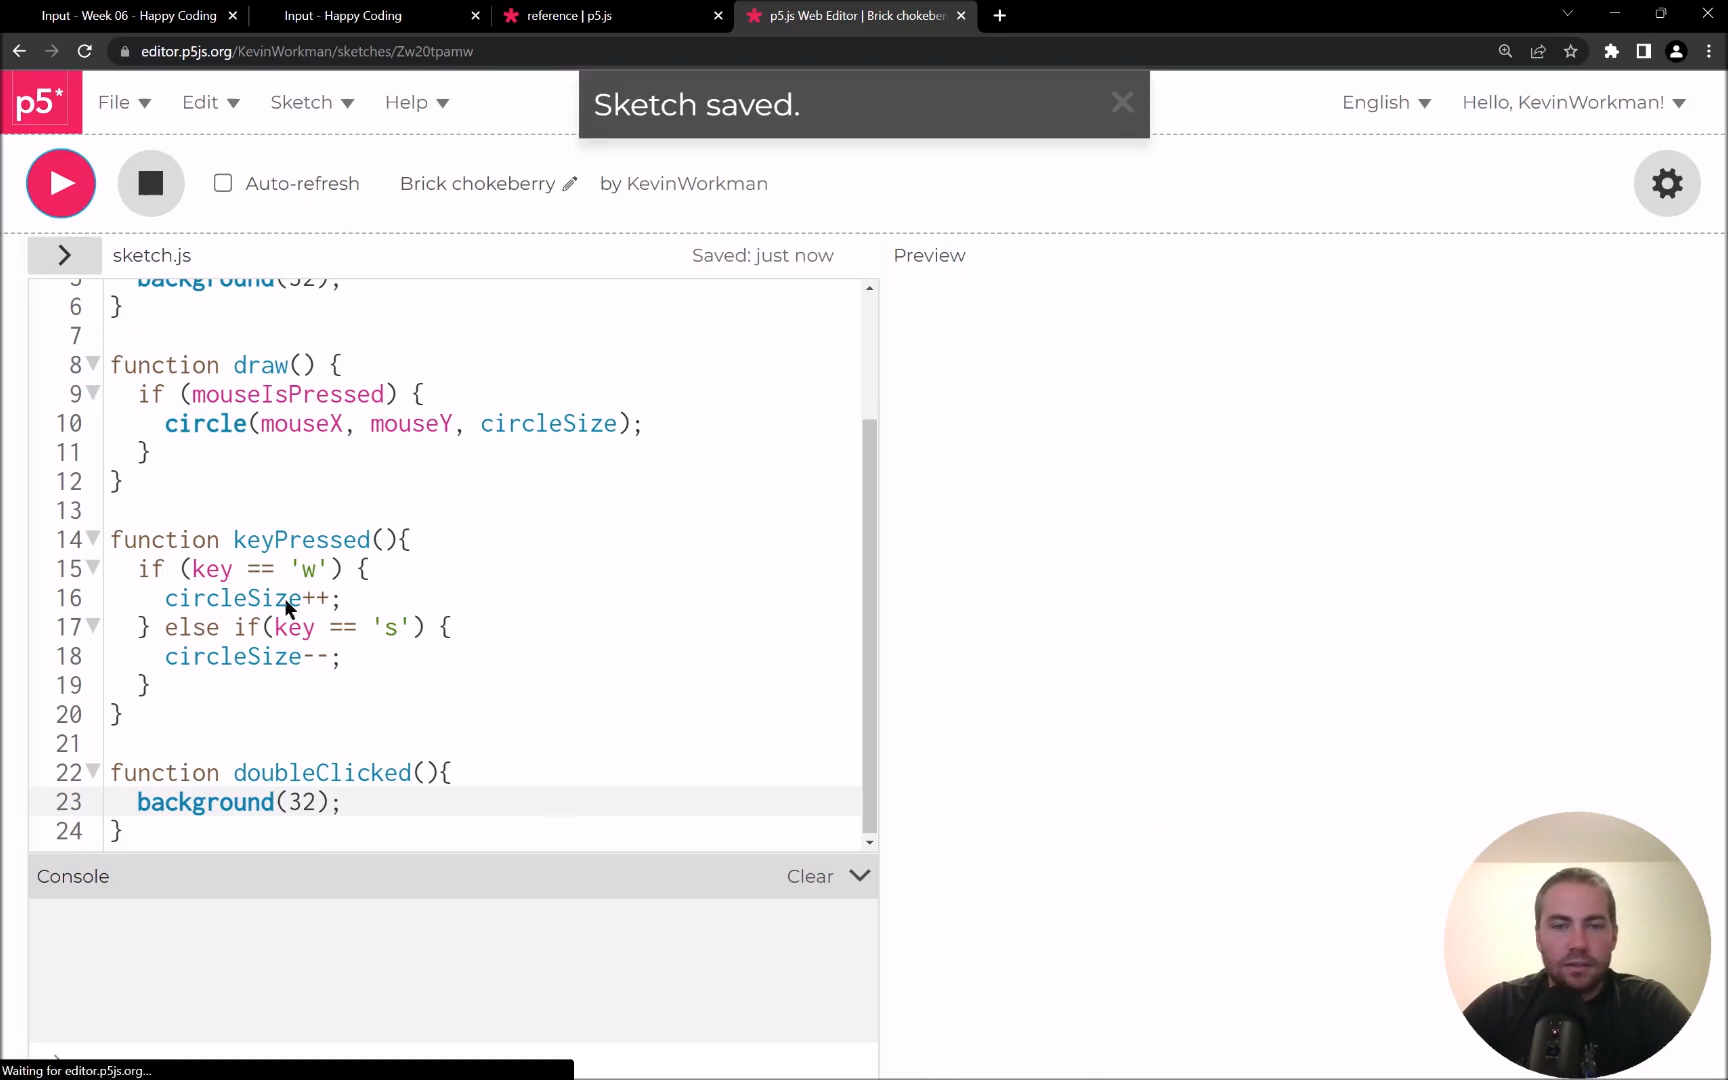 Input - Week 06 - Happy Coding
Input - Happy Coding
reference | p5.js
p5.js Web Editor | Brick chokeber
editor.p5js.org/KevinWorkman/sketches/Zw20tpamw
p5*
File
Edit
Sketch
Help
Sketch saved.
English
Hello, KevinWorkman!
Auto-refresh
Brick chokeberry
by KevinWorkman
sketch.js
Saved: just now
Preview
5 background(32);
6 }
7
8 function draw() {
9 if (mouseIsPressed) {
10 circle(mouseX, mouseY, circleSize);
11 }
12 }
13
14 function keyPressed(){
15 if (key == 'w') {
16 circleSize++;
17 } else if(key == 's') {
18 circleSize--;
19 }
20 }
21
22 function doubleClicked(){
23 background(32);
24 }
Console
Clear
Waiting for editor.p5js.org...